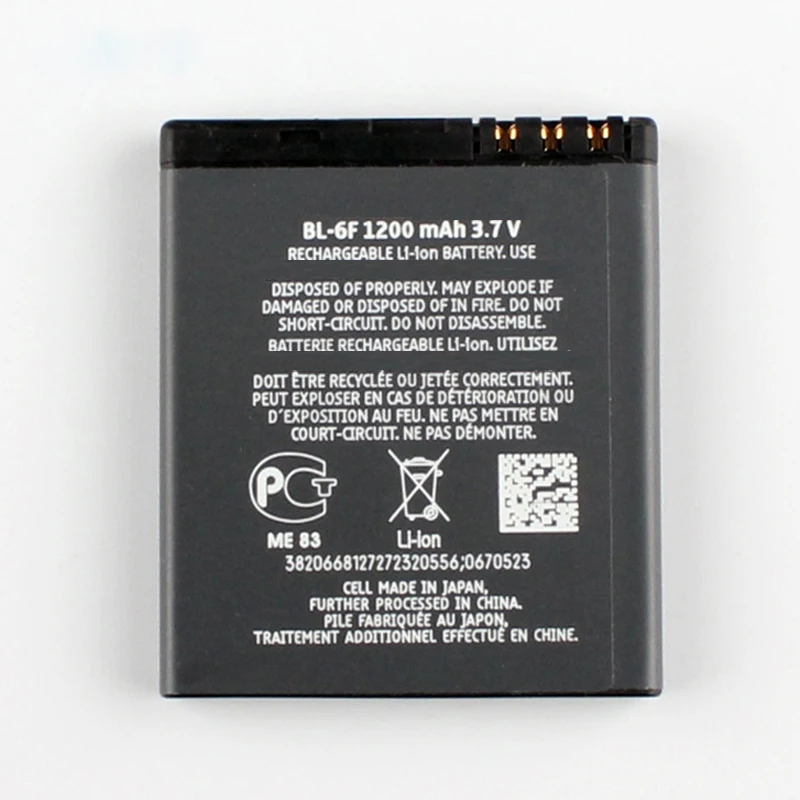 BL-6F 1200 mAh 3.7 V
RECHARGEABLE Li-ion BATTERY. USE
DISPOSED OF PROPERLY. MAY EXPLODE IF
DAMAGED OR DISPOSED OF IN FIRE. DO NOT
SHORT-CIRCUIT. DO NOT DISASSEMBLE.
BATTERIE RECHARGEABLE Li-ion. UTILISEZ
DOIT ÊTRE RECYCLÉE OU JETÉE CORRECTEMENT.
PEUT EXPLOSER EN CAS DE DÉTÉRIORATION OU
D'EXPOSITION AU FEU. NE PAS METTRE EN
COURT-CIRCUIT. NE PAS DÉMONTER.
PCT
ME 83
Li-Ion
3820668127272320556;0670523
CELL MADE IN JAPAN,
FURTHER PROCESSED IN CHINA.
PILE FABRIQUÉE AU JAPON,
TRAITEMENT ADDITIONNEL EFFECTUÉ EN CHINE.